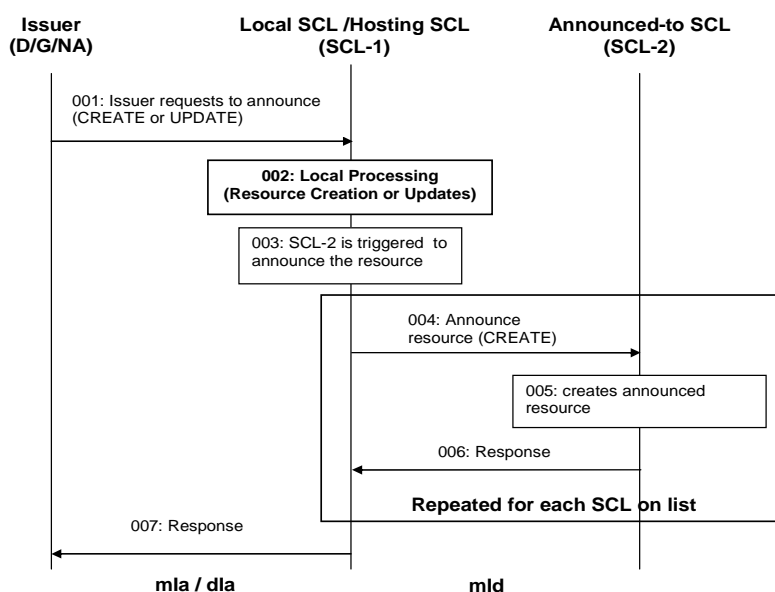 Issuer
(D/G/NA)
Local SCL /Hosting SCL
(SCL-1)
Announced-to SCL
(SCL-2)
001: Issuer requests to announce
(CREATE or UPDATE)
002: Local Processing
(Resource Creation or Updates)
003: SCL-2 is triggered to
announce the resource
004: Announce
resource (CREATE)
005: creates announced
resource
006: Response
Repeated for each SCL on list
007: Response
mIa / dIa
mId